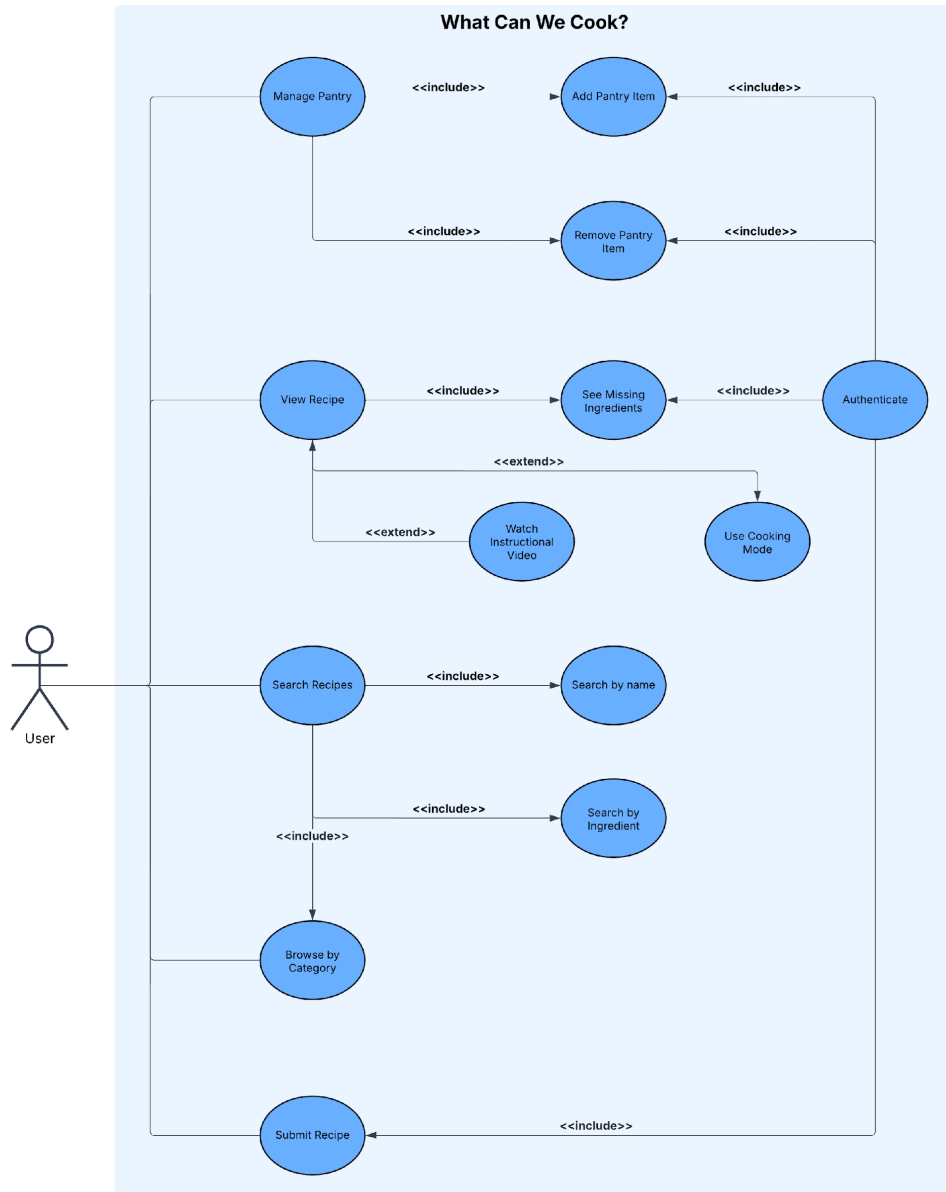 What Can We Cook?
Manage Pantry
<<include>>
Add Pantry Item
<<include>>
<<include>>
Remove Pantry
Item
<<include>>
View Recipe
<<include>>
See Missing
Ingredients
<<include>>
Authenticate
<<extend>>
<<extend>>
Watch
Instructional
Video
Use Cooking
Mode
Search Recipes
<<include>>
Search by name
User
<<include>>
Search by
Ingredient
<<include>>
Browse by
Category
Submit Recipe
<<include>>